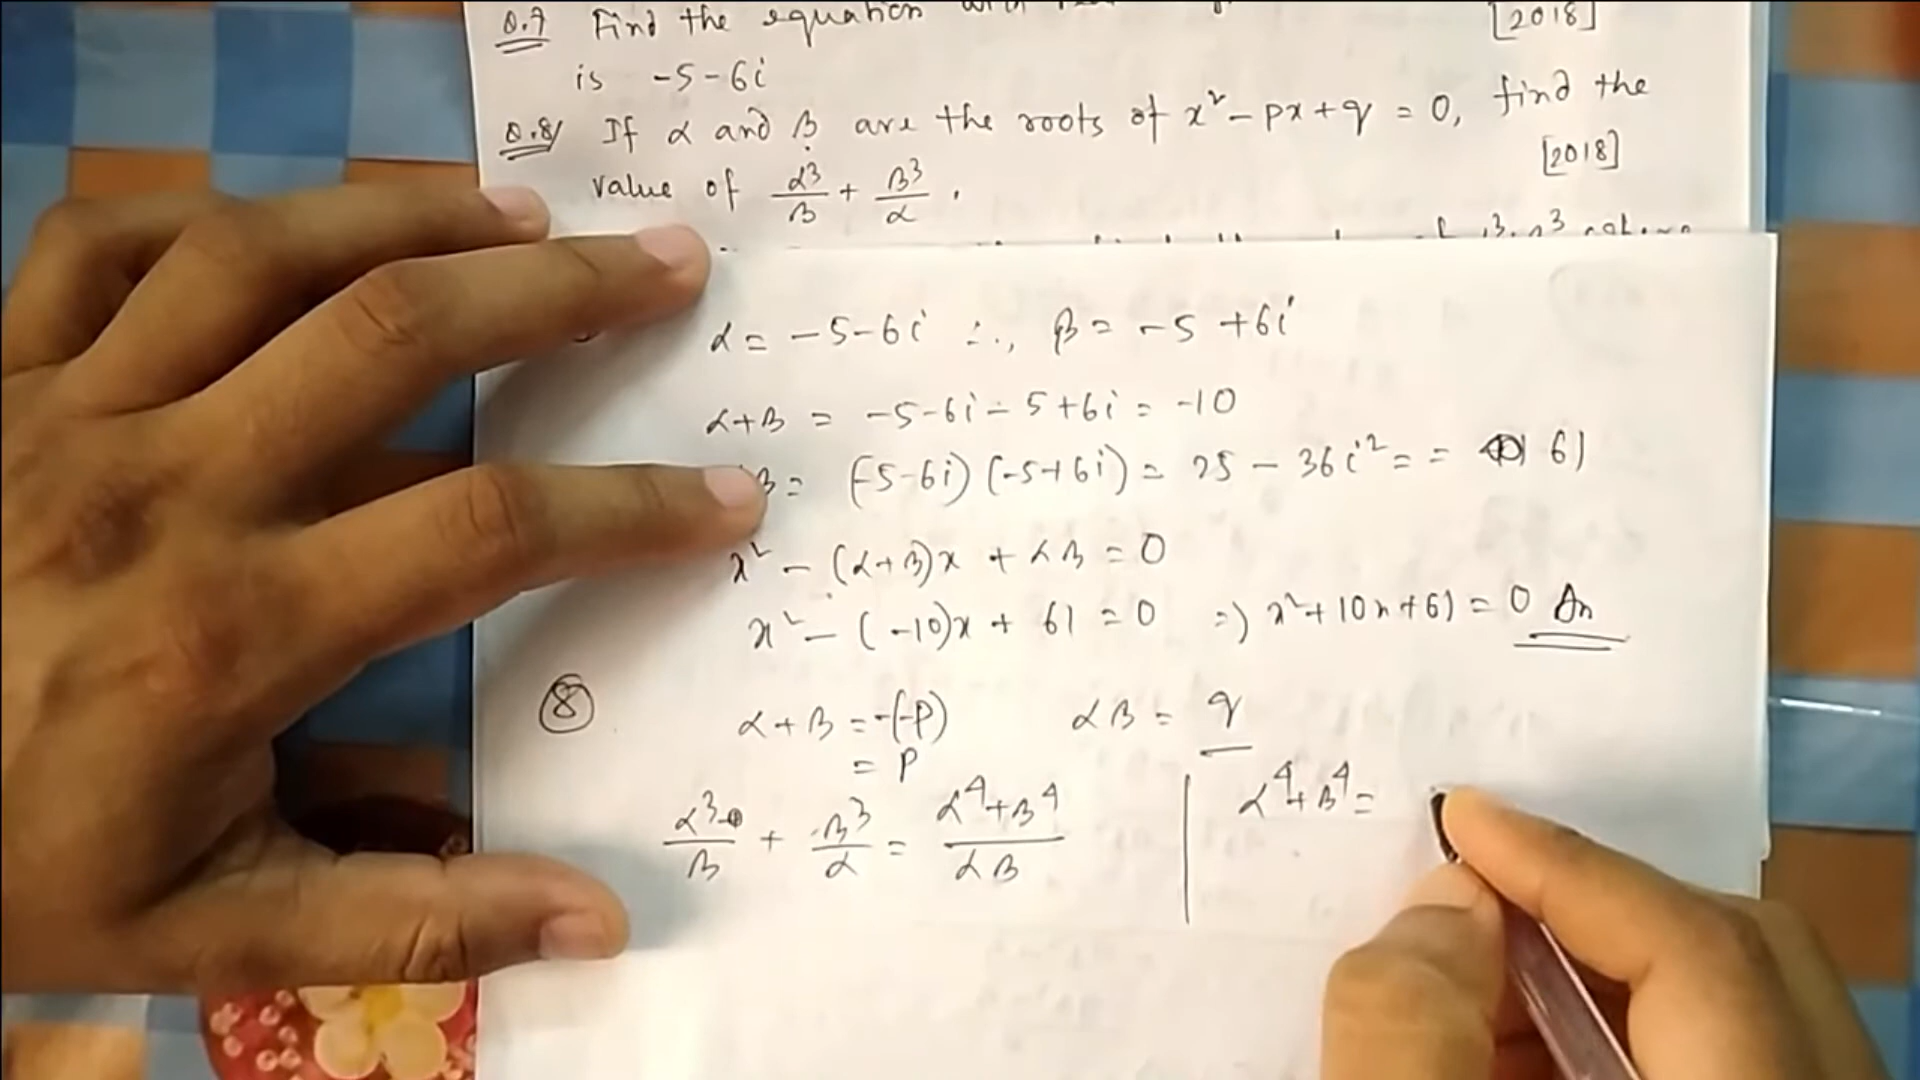 Q.7 Find the equation with
[2018]
is -5-6i
Q.8 If α and β are the roots of x² - px + q = 0, find the
[2018]
value of α³/β + β³/α .
α = -5-6i ∴, β = -5 +6i
α+β = -5-6i-5+6i = -10
β = (-5-6i) (-5+6i) = 25 - 36i² = = 61
x² - (α+β)x + αβ = 0
x² - (-10)x + 61 = 0 ⇒ x²+10x+61 = 0 An
8 α+β = -(-p) αβ = q
= p
α³/β + β³/α = α⁴+β⁴/αβ | α⁴+β⁴ =